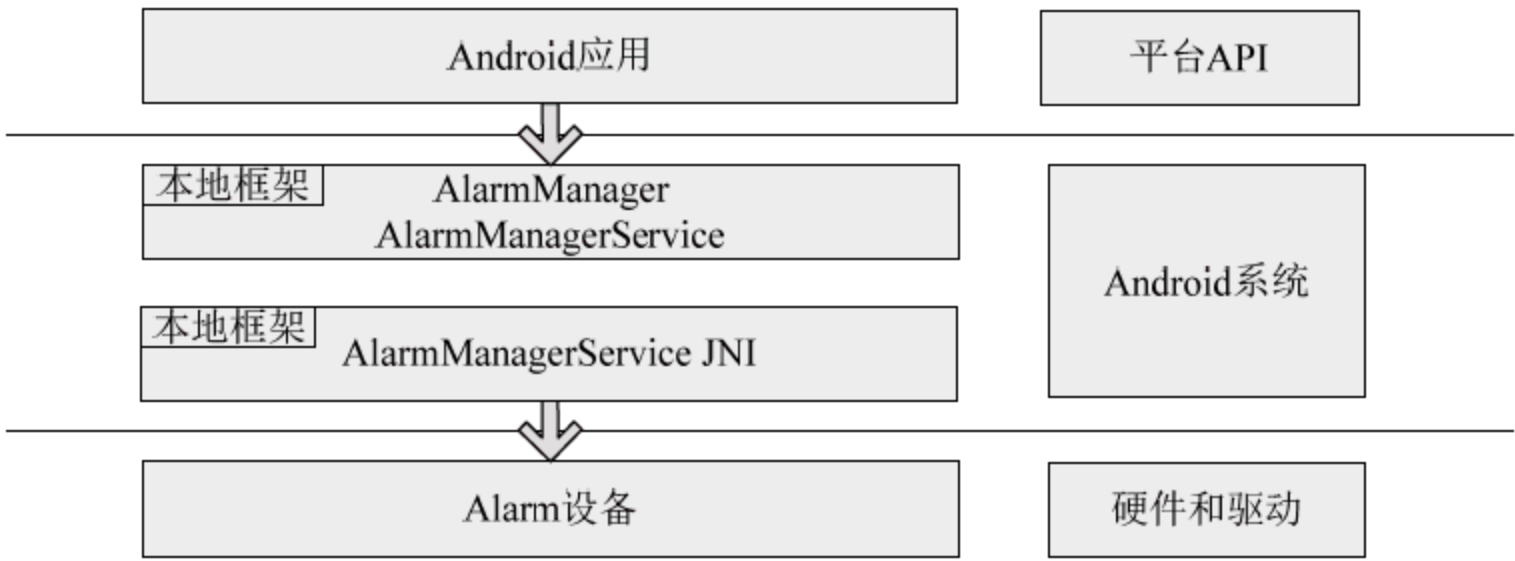 Android应用
平台API
本地框架
AlarmManager
AlarmManagerService
Android系统
本地框架
AlarmManagerService JNI
Alarm设备
硬件和驱动